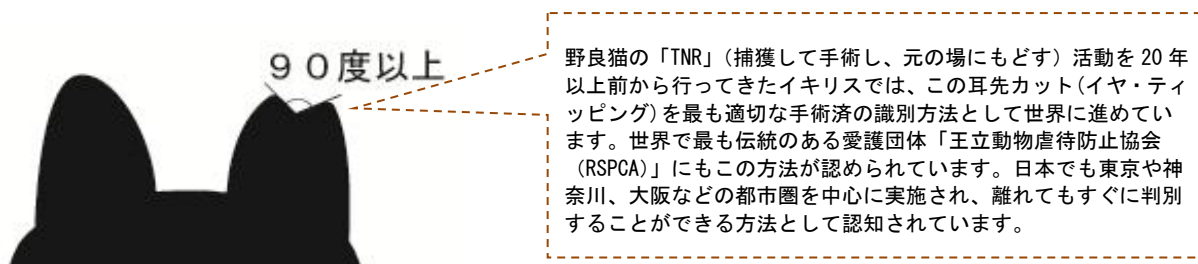 ９０度以上
野良猫の「TNR」(捕獲して手術し、元の場にもどす）活動を 20 年
以上前から行ってきたイキリスでは、この耳先カット(イヤ・ティ
ッピング)を最も適切な手術済の識別方法として世界に進めてい
ます。世界で最も伝統のある愛護団体「王立動物虐待防止協会
（RSPCA）」にもこの方法が認められています。日本でも東京や神
奈川、大阪などの都市圏を中心に実施され、離れてもすぐに判別
することができる方法として認知されています。